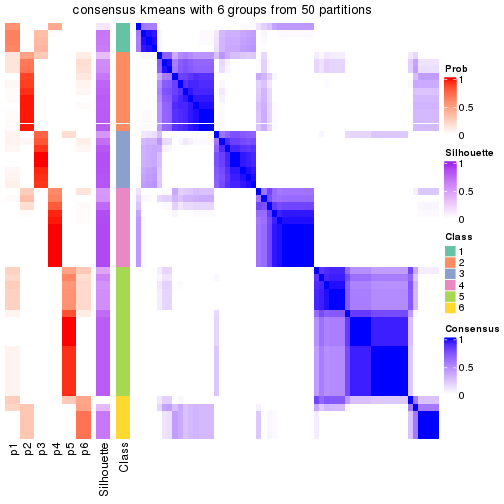 consensus kmeans with 6 groups from 50 partitions
Prob
1
0.5
0
Silhouette
1
0.5
0
Class
1
2
3
4
5
6
Consensus
1
0.5
0
p1
p2
p3
p4
p5
p6
Silhouette
Class